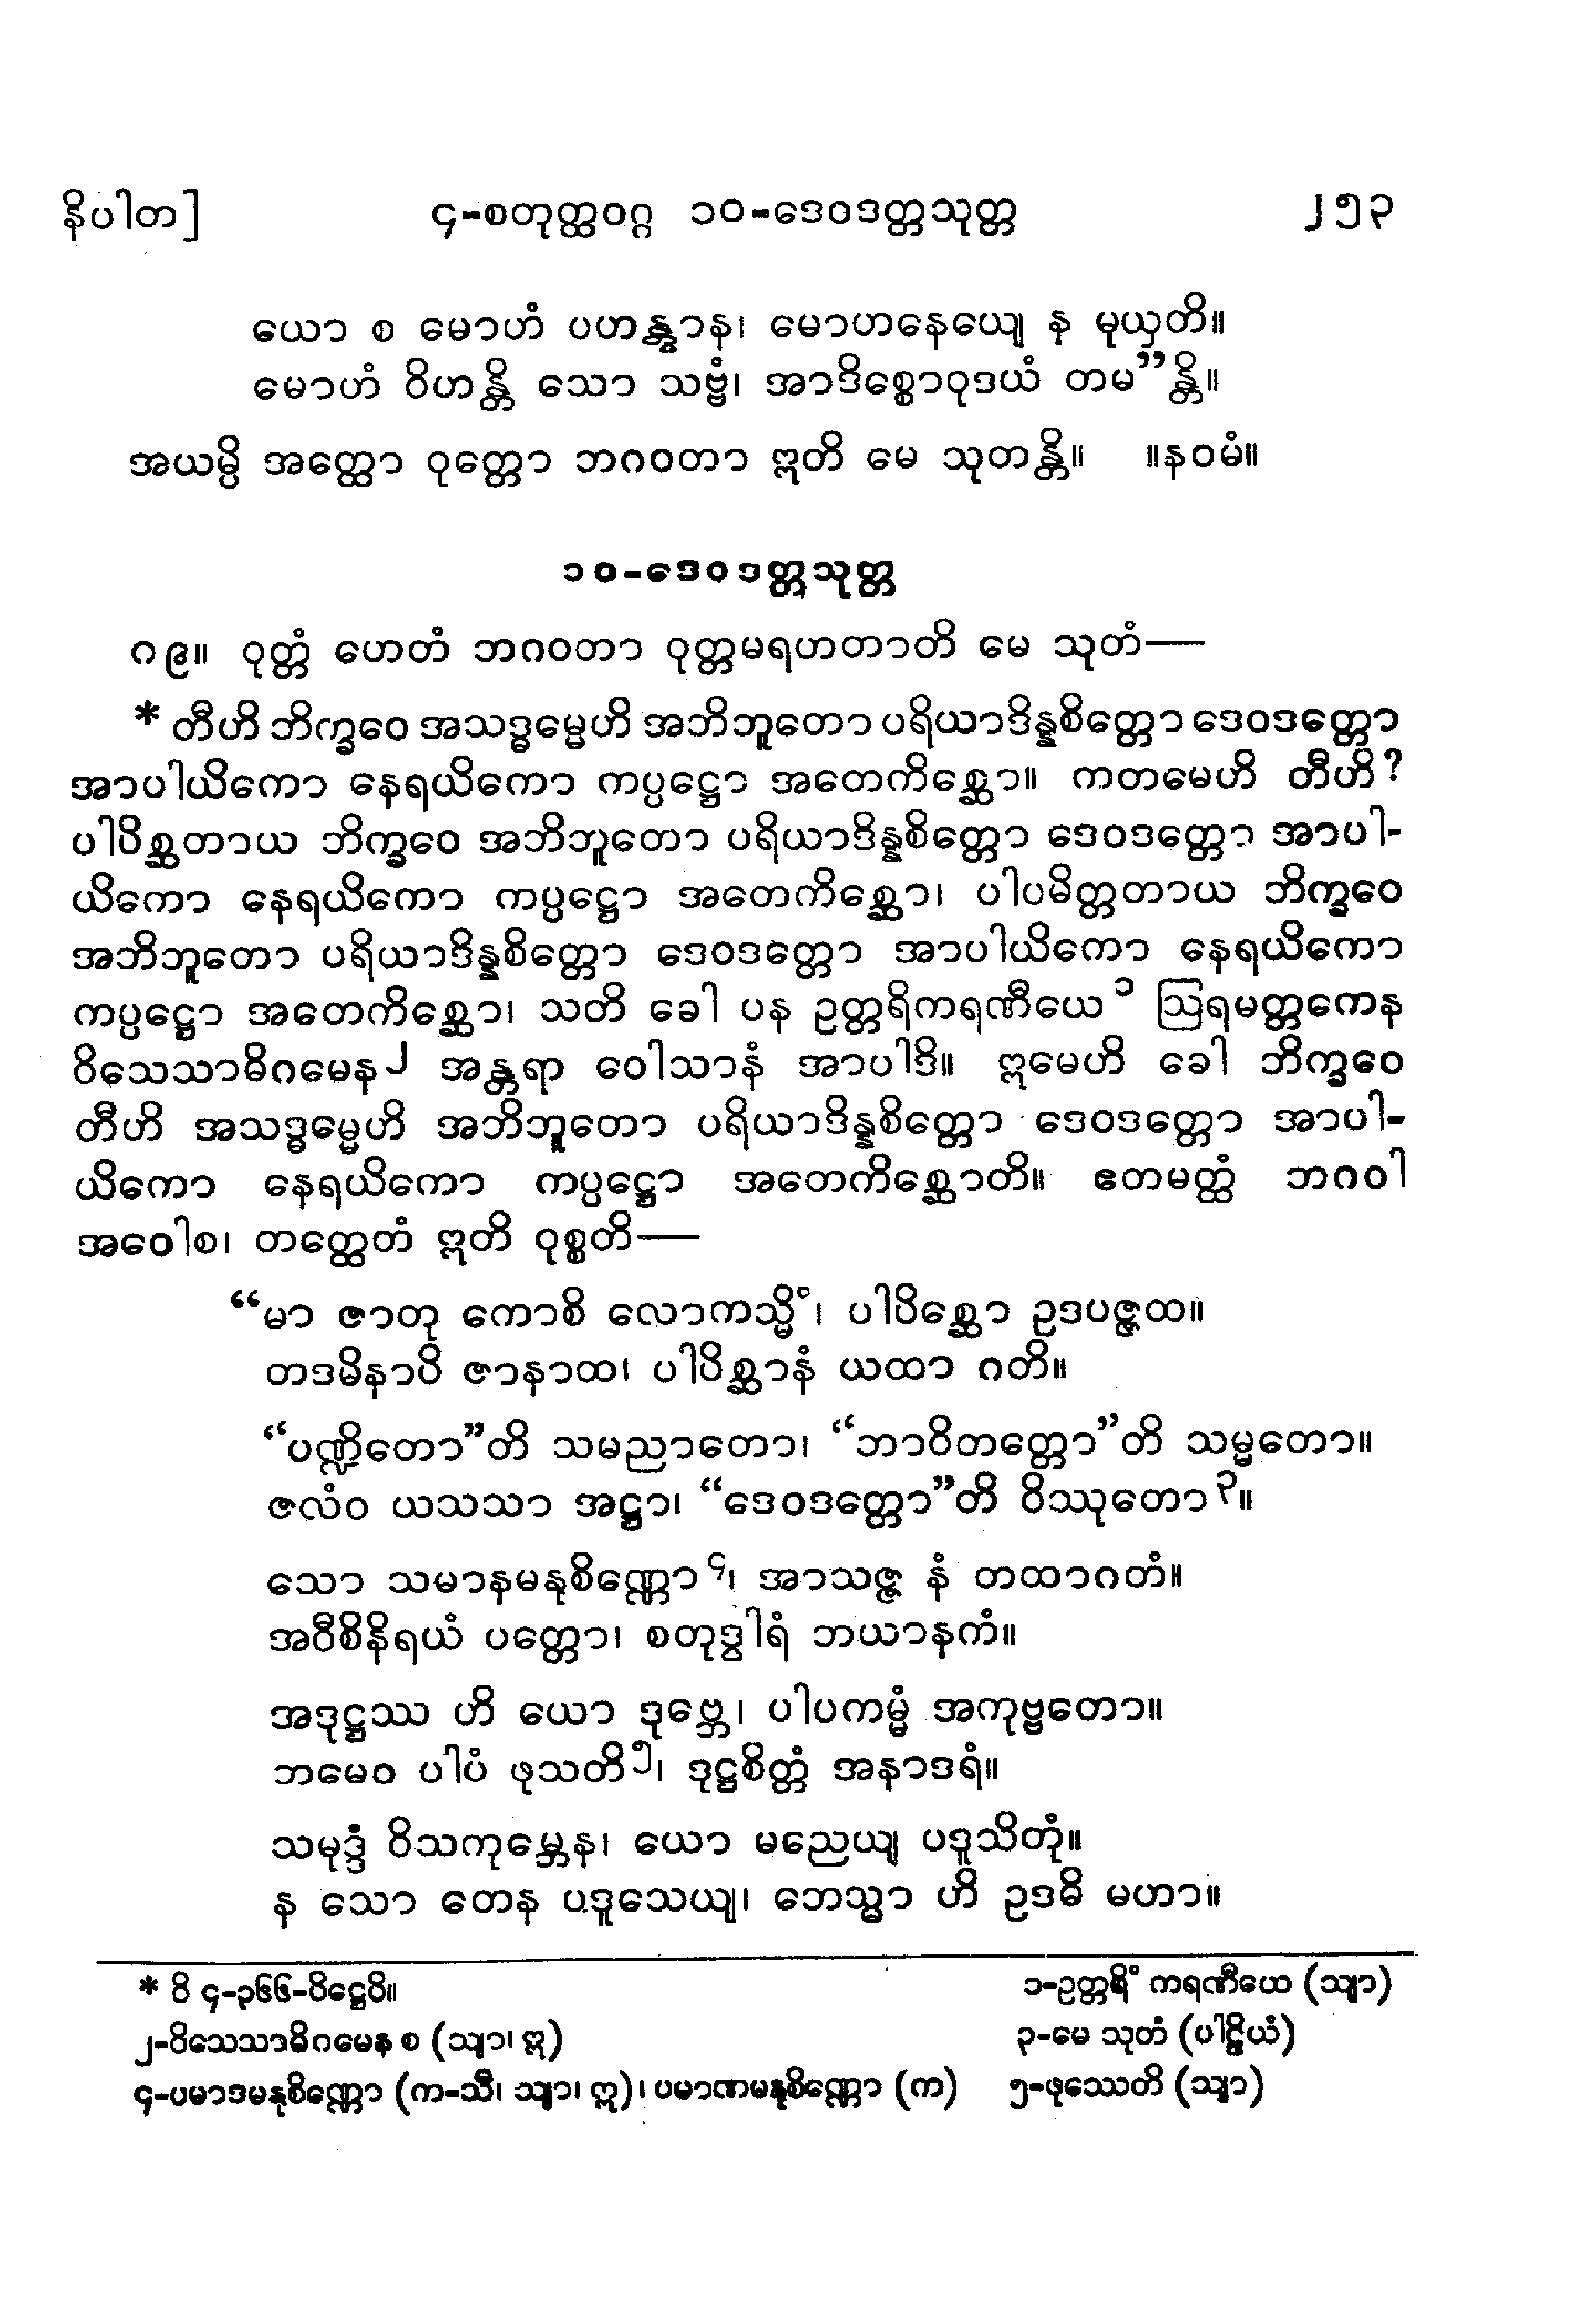 နိပါတ] ၄-စတုတ္ထဝဂ္ဂ ၁၀-ဒေဝဒတ္တသုတ္တ ၂၅၃
ယော စ မောဟံ ပဟန္တွာန၊ မောဟနေယျေ န မုယှတိ။
မောဟံ ဝိဟန္တိ သော သဗ္ဗံ၊ အာဒိစ္စောဝုဒယံ တမ”န္တိ။
အယမ္ပိ အတ္ထော ဝုတ္တော ဘဂဝတာ ဣတိ မေ သုတန္တိ။ ။နဝမံ။
၁၀-ဒေဝဒတ္တသုတ္တ
၈၉။ ဝုတ္တံ ဟေတံ ဘဂဝတာ ဝုတ္တမရဟတာတိ မေ သုတံ—
* တီဟိ ဘိက္ခဝေ အသဒ္ဓမ္မေဟိ အဘိဘူတော ပရိယာဒိန္နစိတ္တော ဒေဝဒတ္တော
အာပါယိကော နေရယိကော ကပ္ပဋ္ဌော အတေကိစ္ဆော။ ကတမေဟိ တီဟိ?
ပါပိစ္ဆတာယ ဘိက္ခဝေ အဘိဘူတော ပရိယာဒိန္နစိတ္တော ဒေဝဒတ္တော အာပါ-
ယိကော နေရယိကော ကပ္ပဋ္ဌော အတေကိစ္ဆော၊ ပါပမိတ္တတာယ ဘိက္ခဝေ
အဘိဘူတော ပရိယာဒိန္နစိတ္တော ဒေဝဒတ္တော အာပါယိကော နေရယိကော
ကပ္ပဋ္ဌော အတေကိစ္ဆော၊ သတိ ခေါ ပန ဥတ္တရိကရဏီယေ ၁ ဩရမတ္တကေန
ဝိသေသာဓိဂမေန ၂ အန္တရာ ဝေါသာနံ အာပါဒိ။ ဣမေဟိ ခေါ ဘိက္ခဝေ
တီဟိ အသဒ္ဓမ္မေဟိ အဘိဘူတော ပရိယာဒိန္နစိတ္တော ဒေဝဒတ္တော အာပါ-
ယိကော နေရယိကော ကပ္ပဋ္ဌော အတေကိစ္ဆောတိ။ ဧတမတ္ထံ ဘဂဝါ
အဝေါစ၊ တတ္ထေတံ ဣတိ ဝုစ္စတိ—
“မာ ဇာတု ကောစိ လောကသ္မိံ၊ ပါပိစ္ဆော ဥဒပဇ္ဇထ။
တဒမိနာပိ ဇာနာထ၊ ပါပိစ္ဆာနံ ယထာ ဂတိ။
“ပဏ္ဍိတော”တိ သမညာတော၊ “ဘာဝိတတ္တော”တိ သမ္မတော။
ဇလံဝ ယသသာ အဋ္ဌာ၊ “ဒေဝဒတ္တော”တိ ဝိဿုတော ၃။
သော သမာနမနုစိဏ္ဏော ၄၊ အာသဇ္ဇ နံ တထာဂတံ။
အဝီစိနိရယံ ပတ္တော၊ စတုဒွါရံ ဘယာနကံ။
အဒုဋ္ဌဿ ဟိ ယော ဒုဗ္ဘေ၊ ပါပကမ္မံ အကုဗ္ဗတော။
ဘမေဝ ပါပံ ဖုသတိ ၅၊ ဒုဋ္ဌစိတ္တံ အနာဒရံ။
သမုဒ္ဒံ ဝိသကုမ္ဘေန၊ ယော မညေယျ ပဒူသိတုံ။
န သော တေန ပဒူသေယျ၊ ဘေသ္မာ ဟိ ဥဒဓိ မဟာ။
* ဝိ ၄-၃၆၆-ပိဋ္ဌေပိ။ ၁-ဥတ္တရိံ ကရဏီယေ (သျာ)
၂-ဝိသေသာဓိဂမေန စ (သျာ၊ ဣ) ၃-မေ သုတံ (ပါဠိယံ)
၄-ပမာဒမနုစိဏ္ဏော (က-သီ၊ သျာ၊ ဣ)၊ ပမာဏမနုစိဏ္ဏော (က) ၅-ဖုဿေတိ (သျာ)